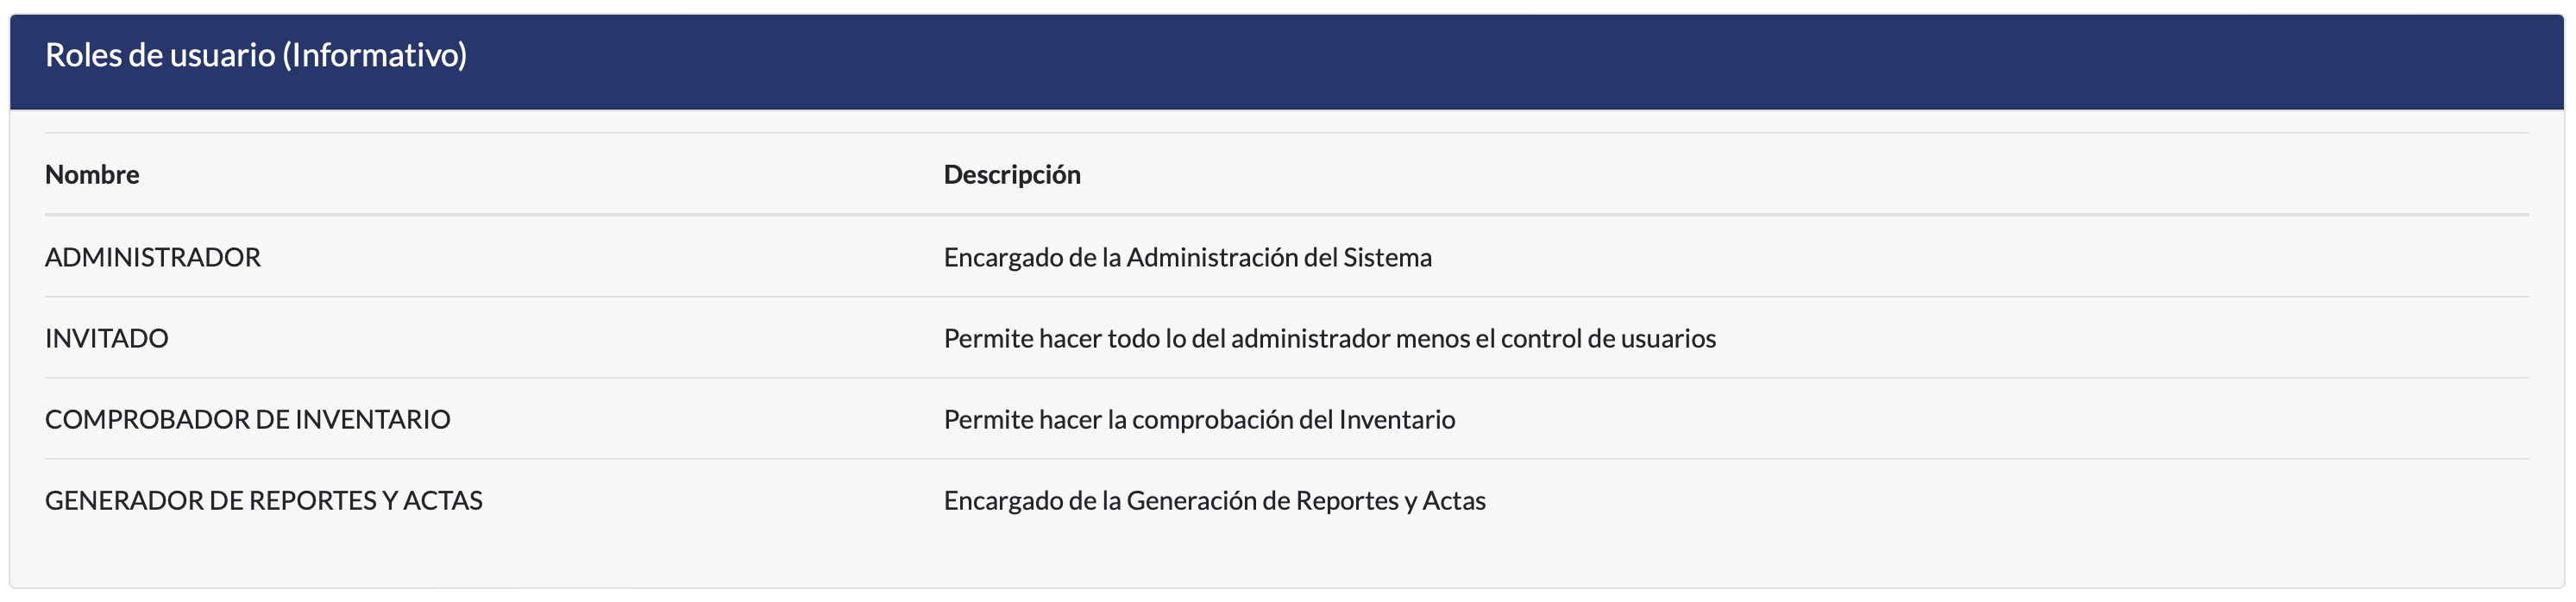 Roles de usuario (Informativo)
Nombre Descripción
ADMINISTRADOR Encargado de la Administración del Sistema
INVITADO Permite hacer todo lo del administrador menos el control de usuarios
COMPROBADOR DE INVENTARIO Permite hacer la comprobación del Inventario
GENERADOR DE REPORTES Y ACTAS Encargado de la Generación de Reportes y Actas